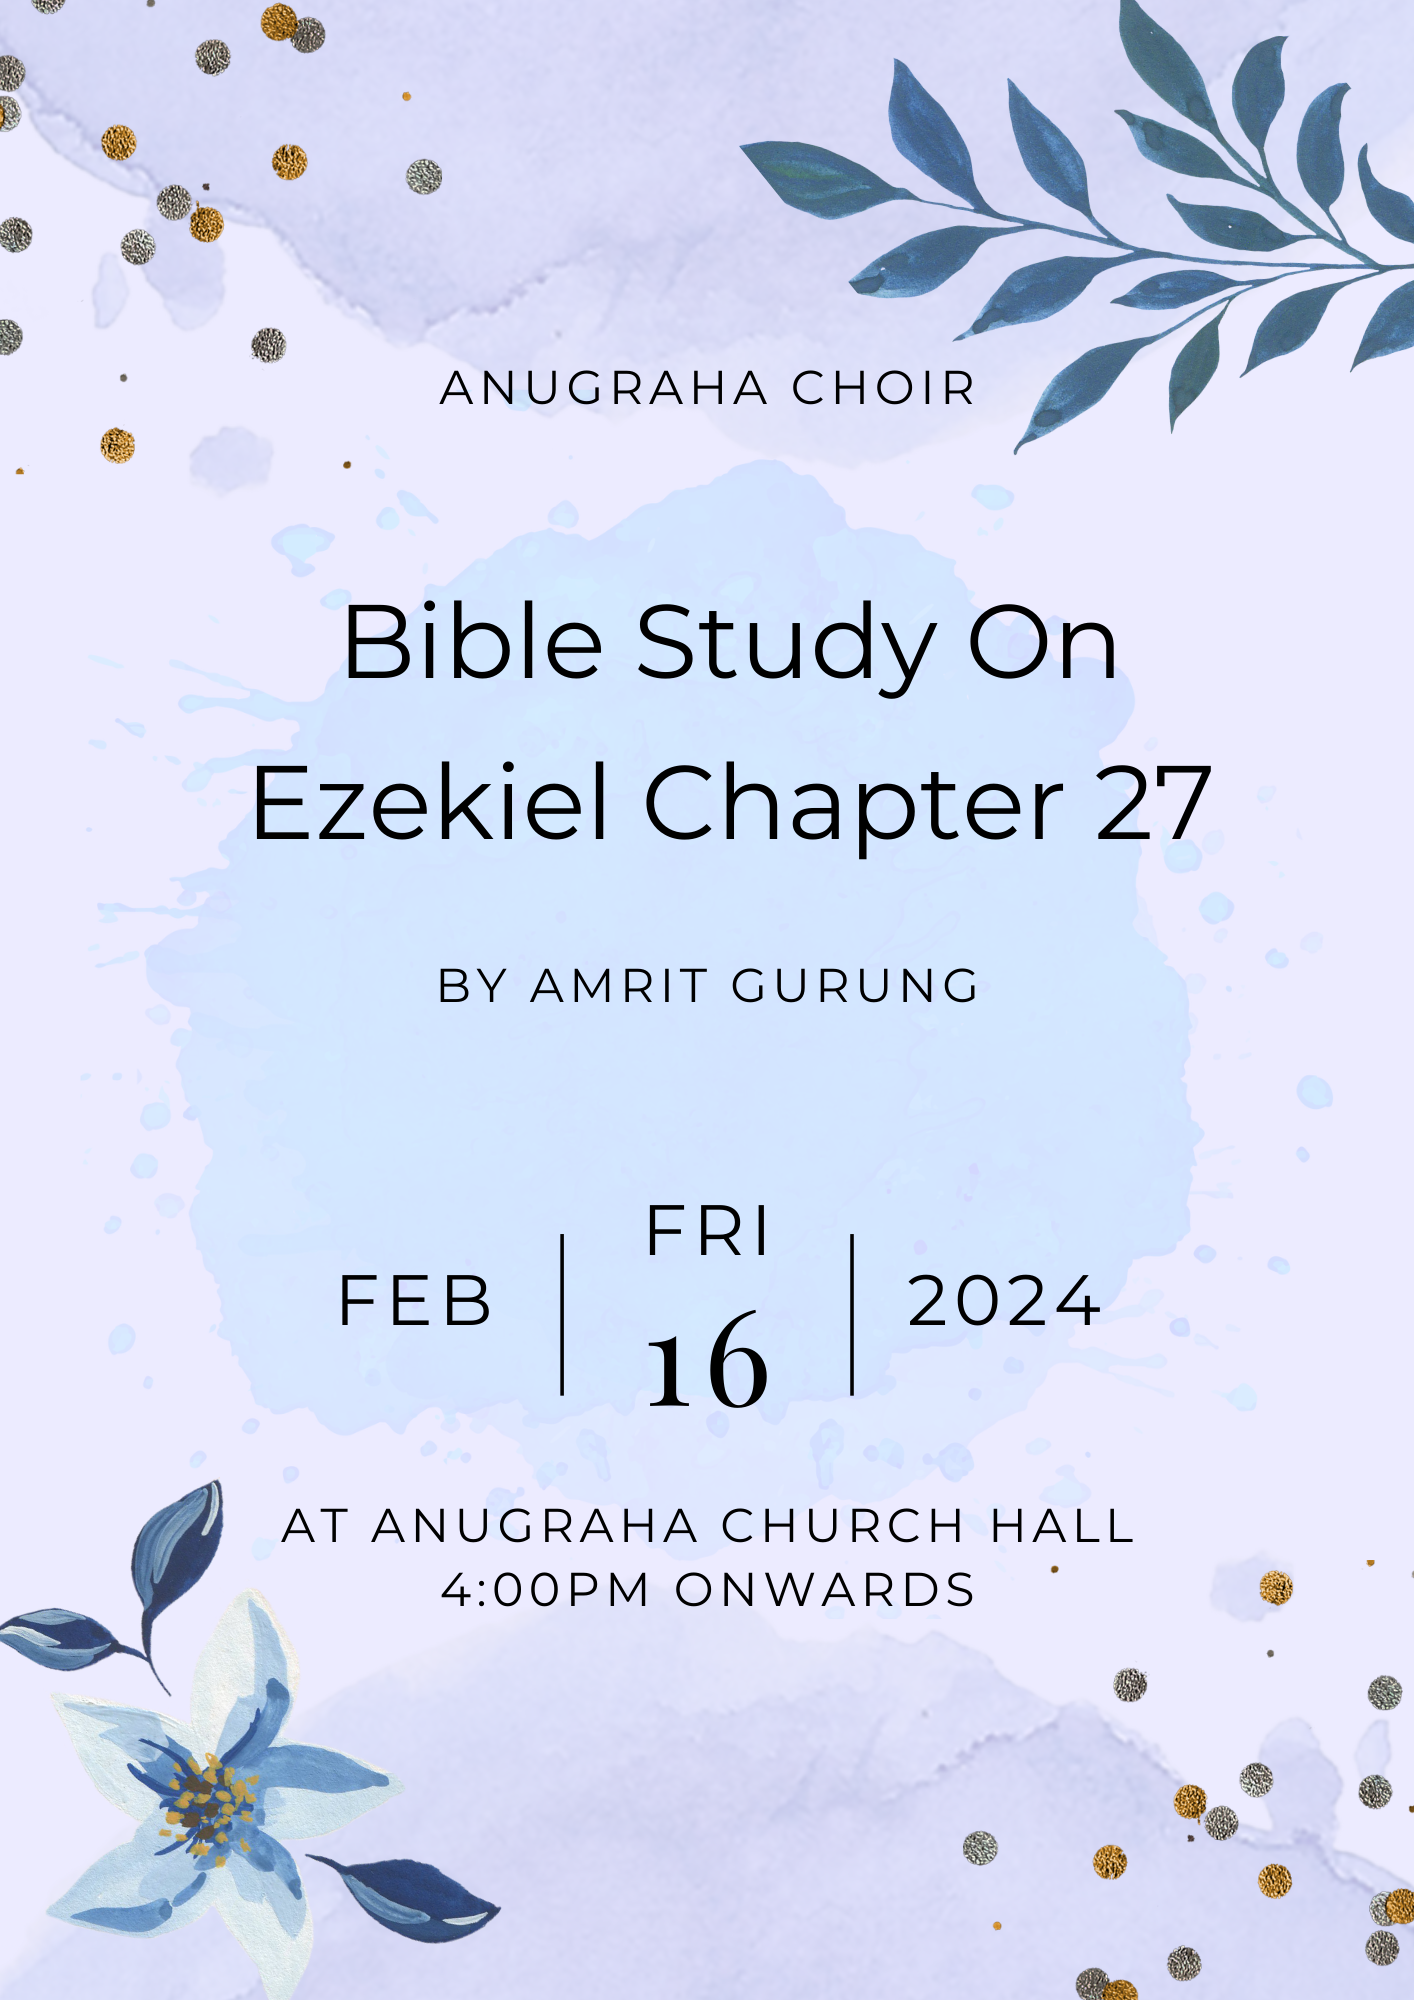 ANUGRAHA CHOIR
Bible Study On
Ezekiel Chapter 27
BY AMRIT GURUNG
FRI
FEB
16
2024
AT ANUGRAHA CHURCH HALL
4:00PM ONWARDS